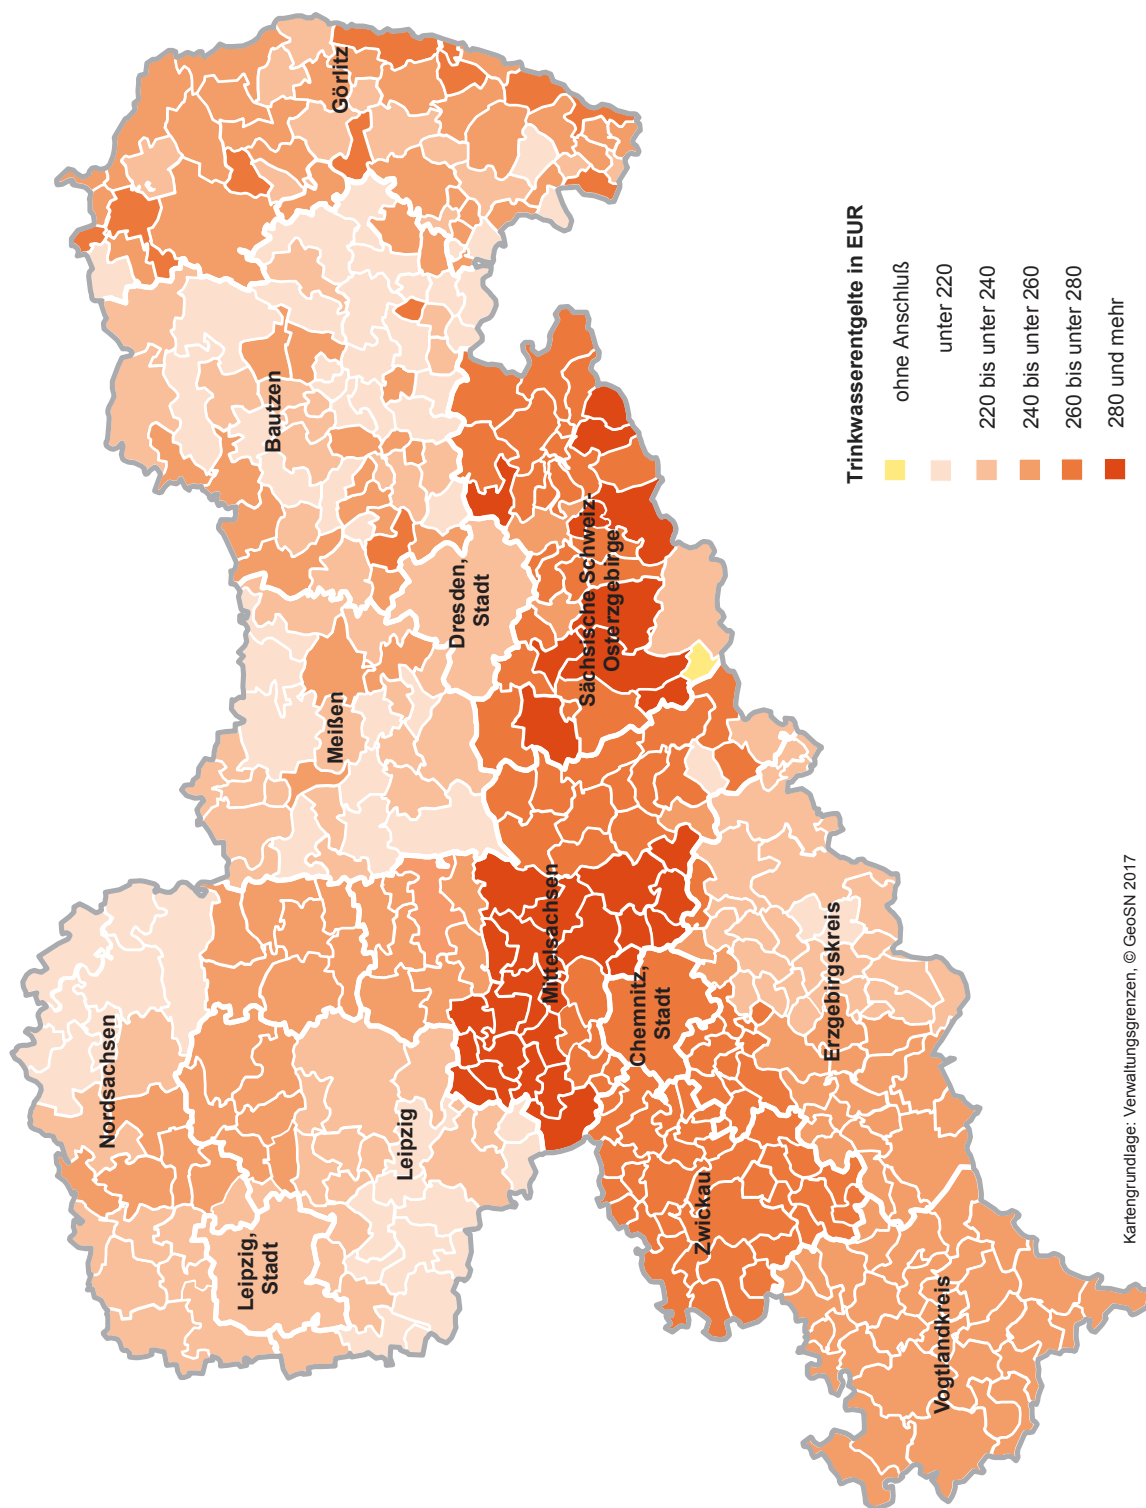 Nordsachsen
Leipzig,
Stadt
Leipzig
Meißen
Bautzen
Görlitz
Dresden,
Stadt
Sächsische Schweiz-
Osterzgebirge
Mittelsachsen
Chemnitz,
Stadt
Zwickau
Erzgebirgskreis
Vogtlandkreis
Trinkwasserentgelte in EUR
ohne Anschluß
unter 220
220 bis unter 240
240 bis unter 260
260 bis unter 280
280 und mehr
Kartengrundlage: Verwaltungsgrenzen, © GeoSN 2017